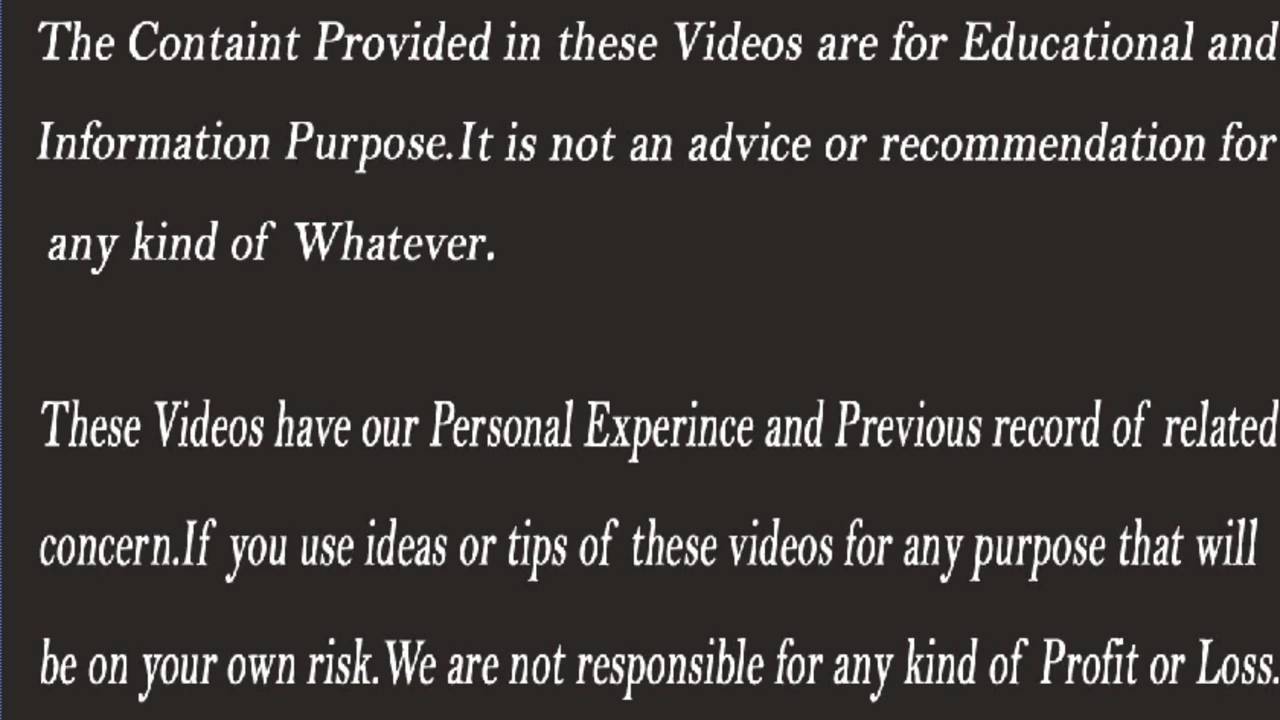 The Containt Provided in these Videos are for Educational and
Information Purpose.It is not an advice or recommendation for
any kind of Whatever.
These Videos have our Personal Experince and Previous record of related
concern.If you use ideas or tips of these videos for any purpose that will
be on your own risk.We are not responsible for any kind of Profit or Loss.